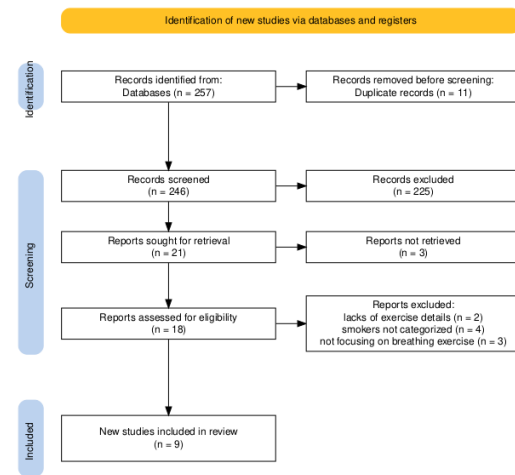 Identification of new studies via databases and registers
Identification
Records identified from:
Databases (n = 257)
Records removed before screening:
Duplicate records (n = 11)
Screening
Records screened
(n = 246)
Records excluded
(n = 225)
Reports sought for retrieval
(n = 21)
Reports not retrieved
(n = 3)
Reports assessed for eligibility
(n = 18)
Reports excluded:
lacks of exercise details (n = 2)
smokers not categorized (n = 4)
not focusing on breathing exercise (n = 3)
Included
New studies included in review
(n = 9)